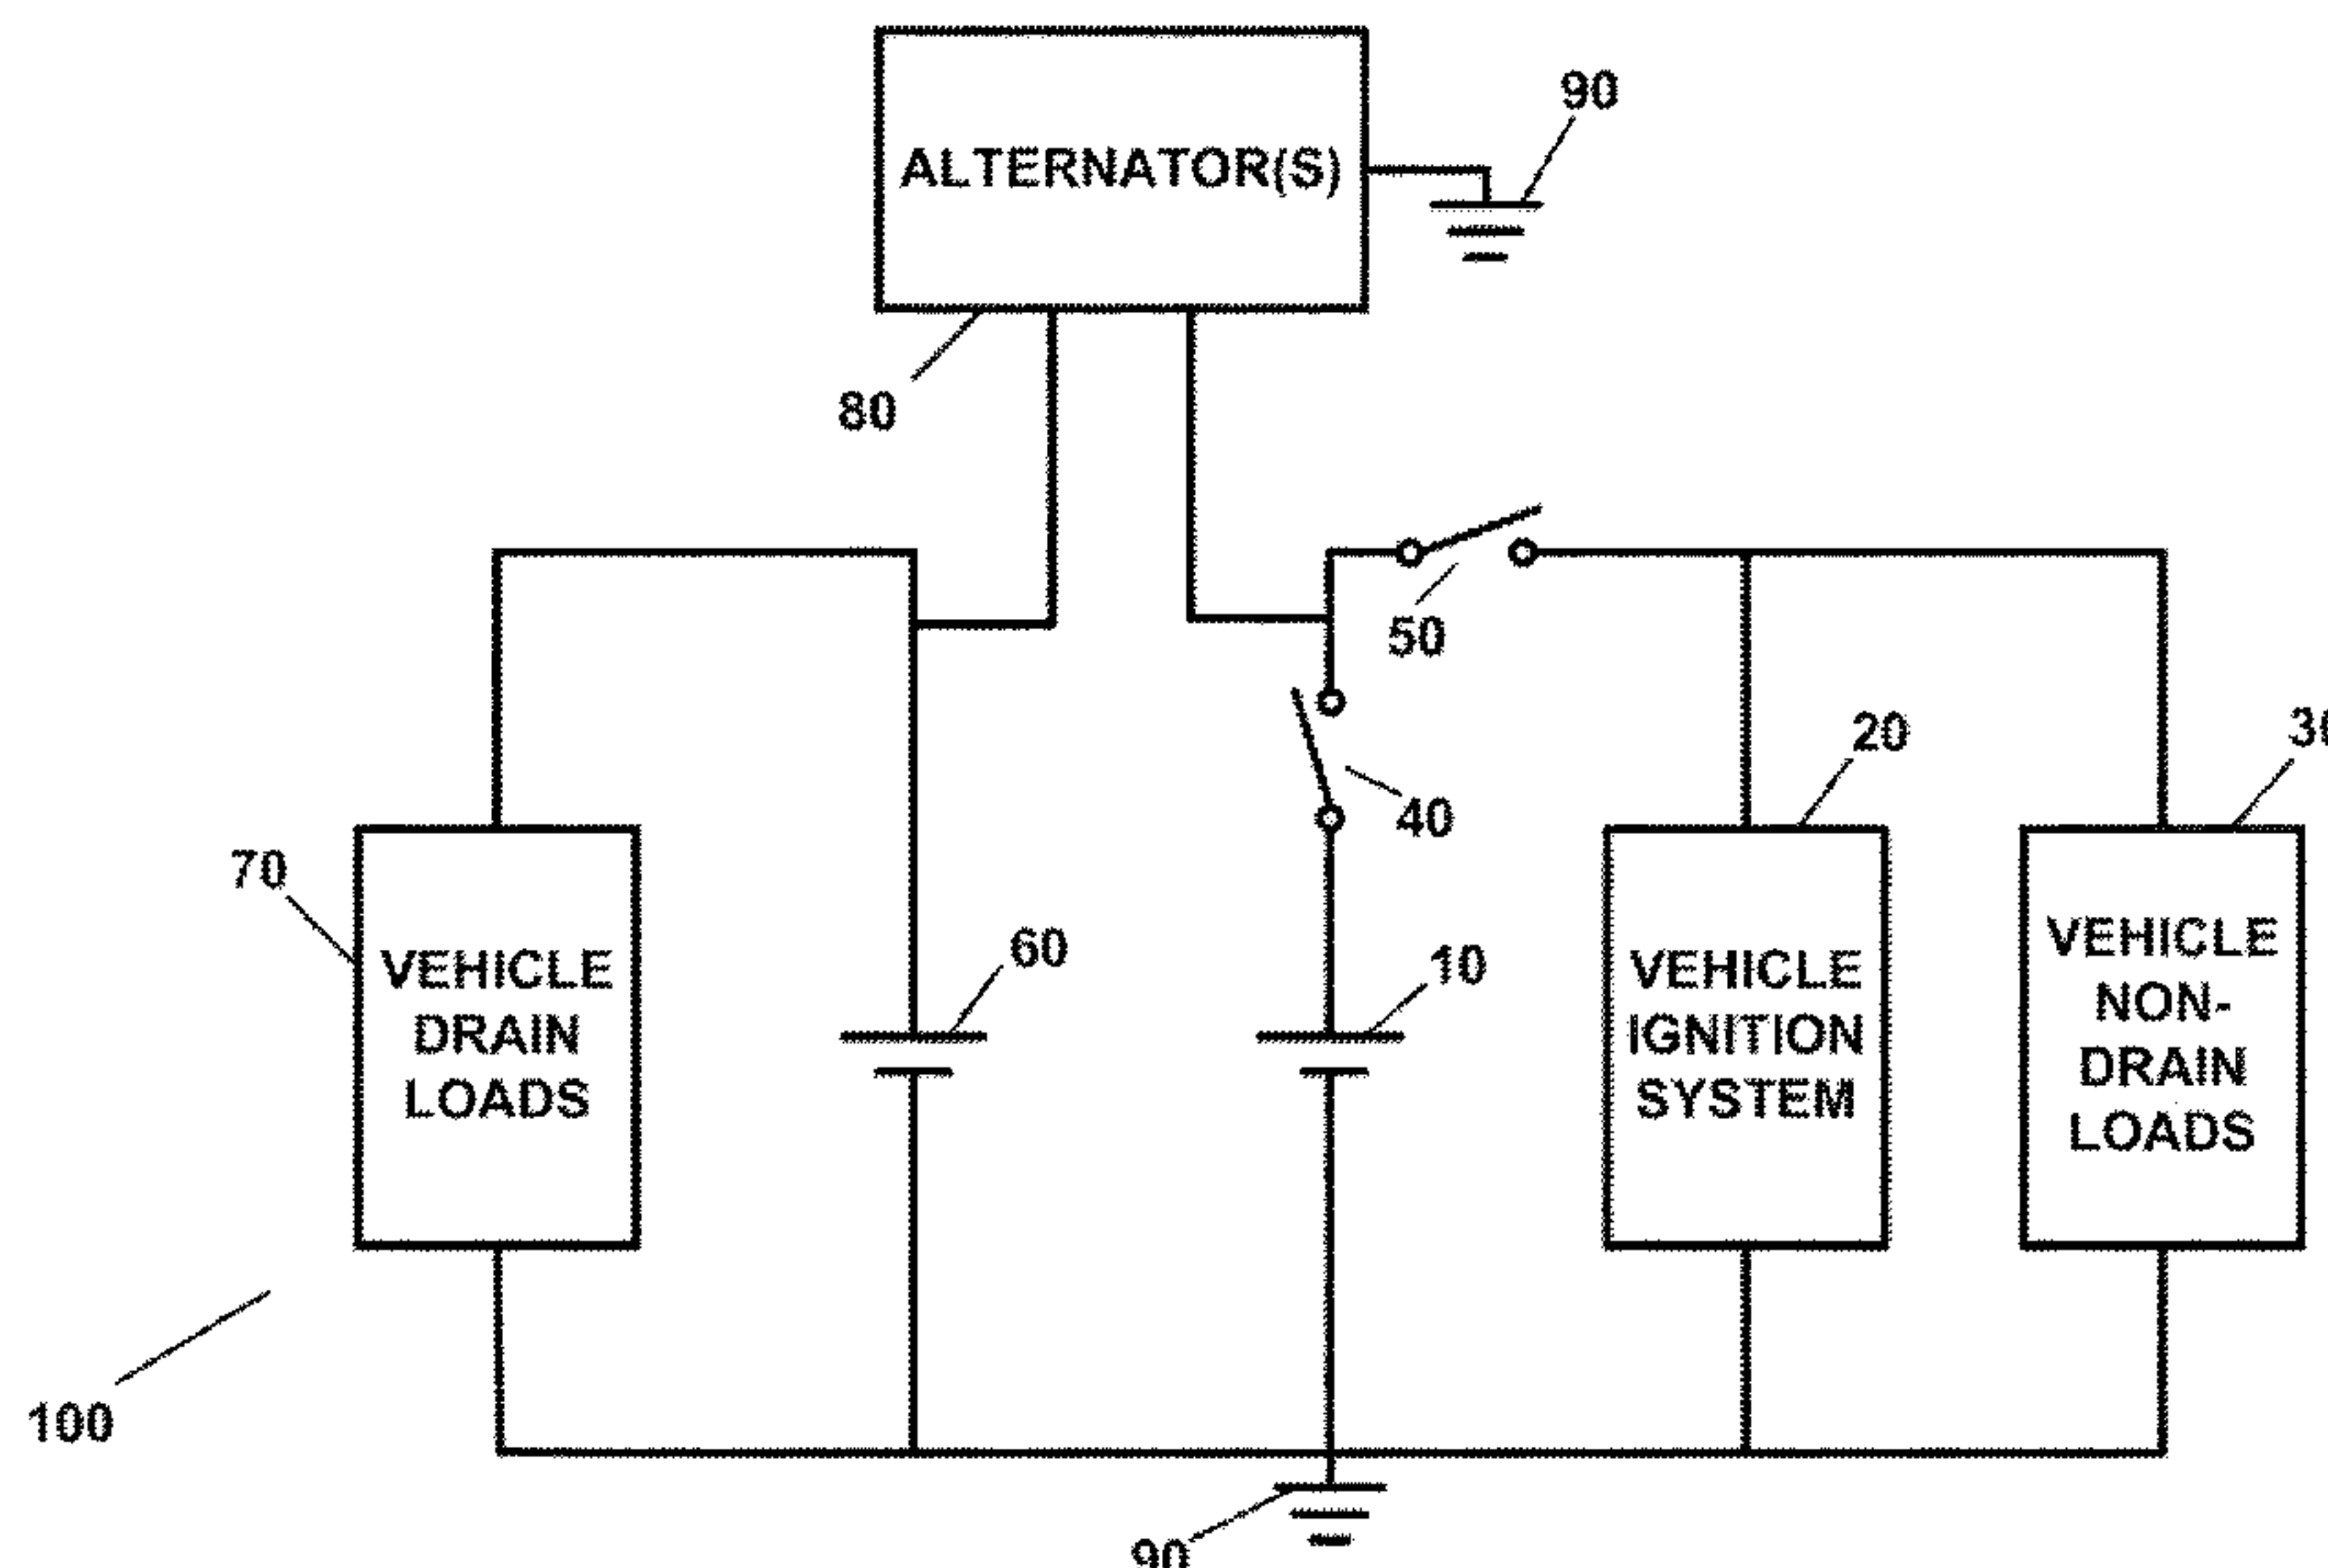 90
ALTERNATOR(S)
80
50
20
30
40
70
60
10
VEHICLE
DRAIN
LOADS
VEHICLE
IGNITION
SYSTEM
VEHICLE
NON-
DRAIN
LOADS
100
90